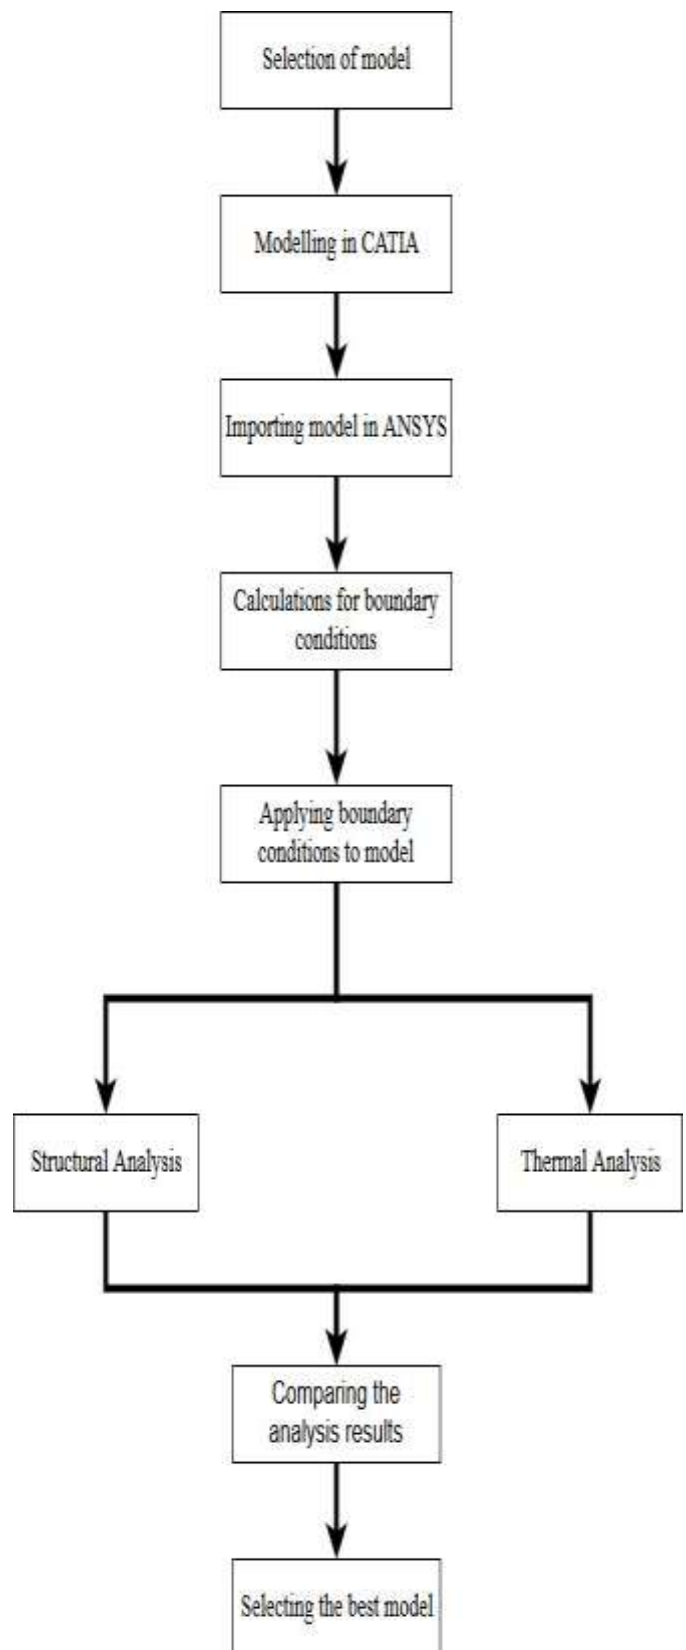 Selection of model
Modelling in CATIA
Importing model in ANSYS
Calculations for boundary
conditions
Applying boundary
conditions to model
Structural Analysis
Thermal Analysis
Comparing the
analysis results
Selecting the best model